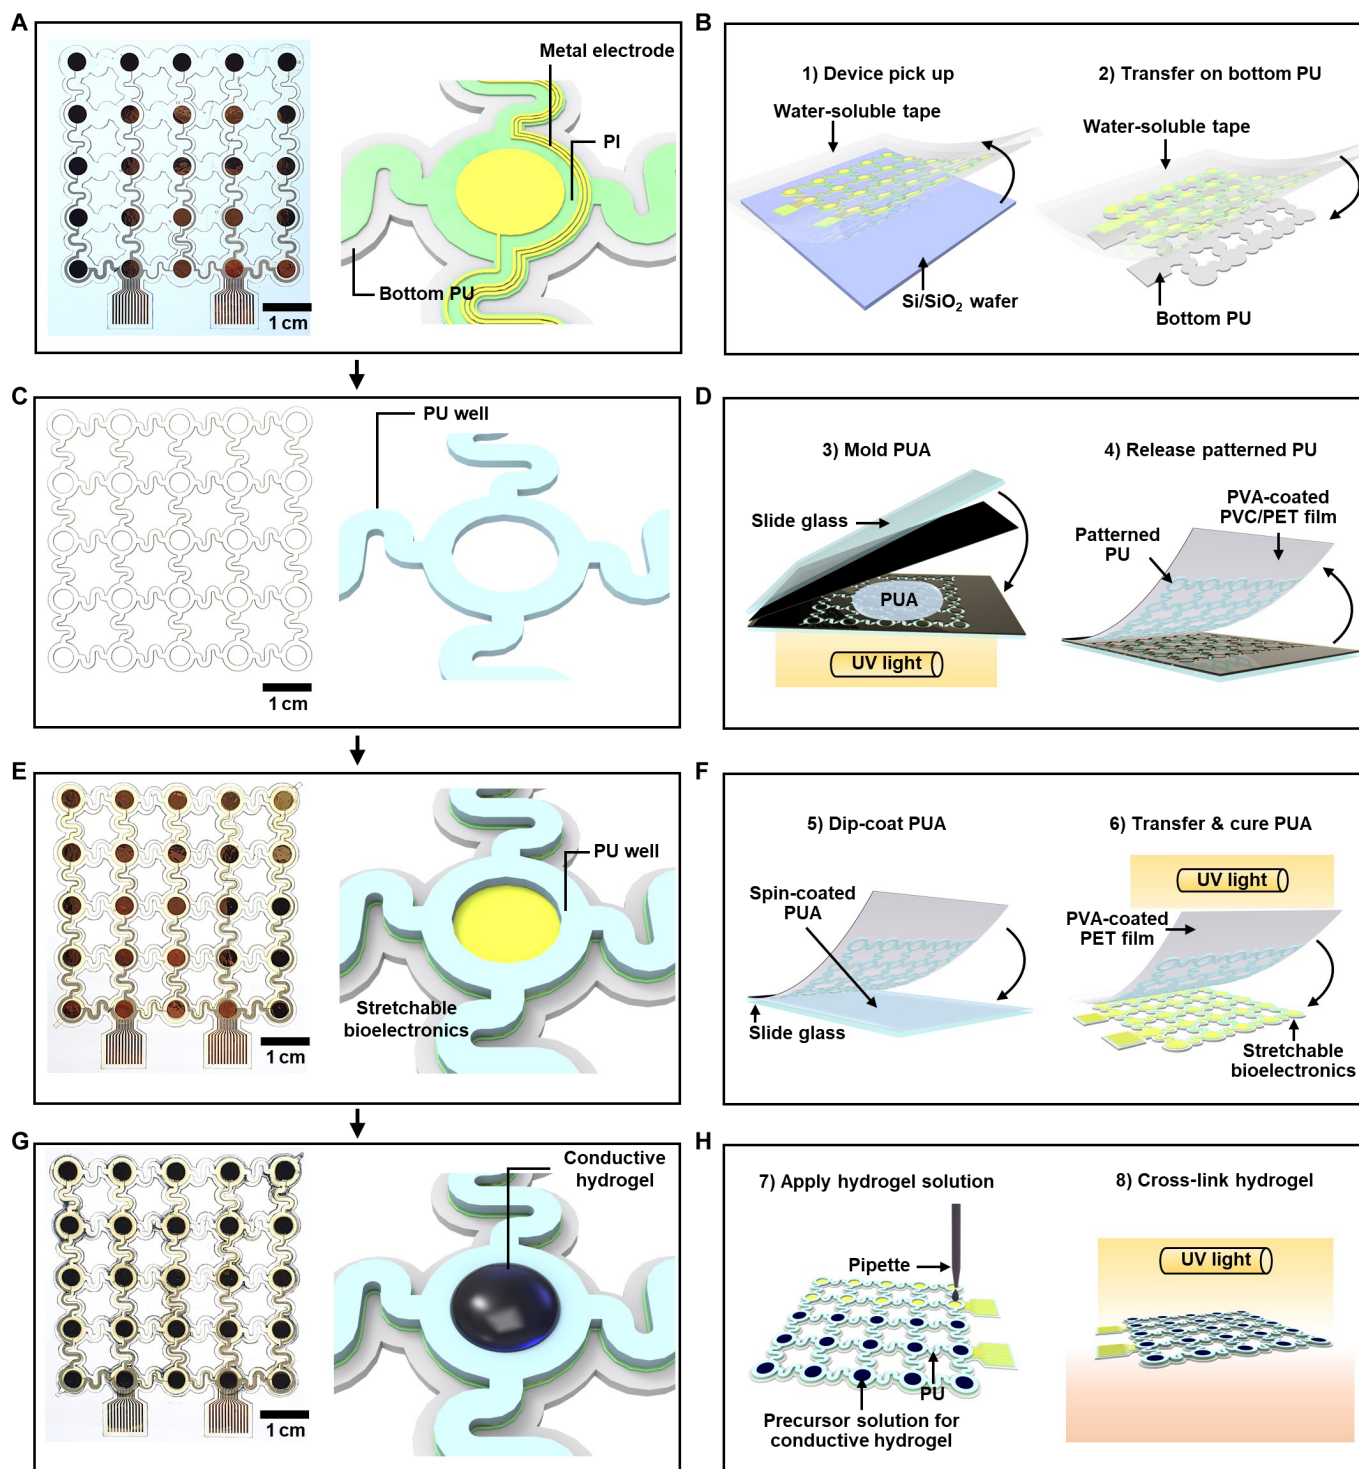 A
Metal electrode
PI
Bottom PU
1 cm
B
1) Device pick up
Water-soluble tape
Si/SiO₂ wafer
2) Transfer on bottom PU
Water-soluble tape
Bottom PU
C
PU well
1 cm
D
3) Mold PUA
Slide glass
PUA
UV light
4) Release patterned PU
PVA-coated
PVC/PET film
Patterned
PU
E
PU well
Stretchable
bioelectronics
1 cm
F
5) Dip-coat PUA
Spin-coated
PUA
Slide glass
6) Transfer & cure PUA
UV light
PVA-coated
PET film
Stretchable
bioelectronics
G
Conductive
hydrogel
1 cm
H
7) Apply hydrogel solution
Pipette
PU
Precursor solution for
conductive hydrogel
8) Cross-link hydrogel
UV light